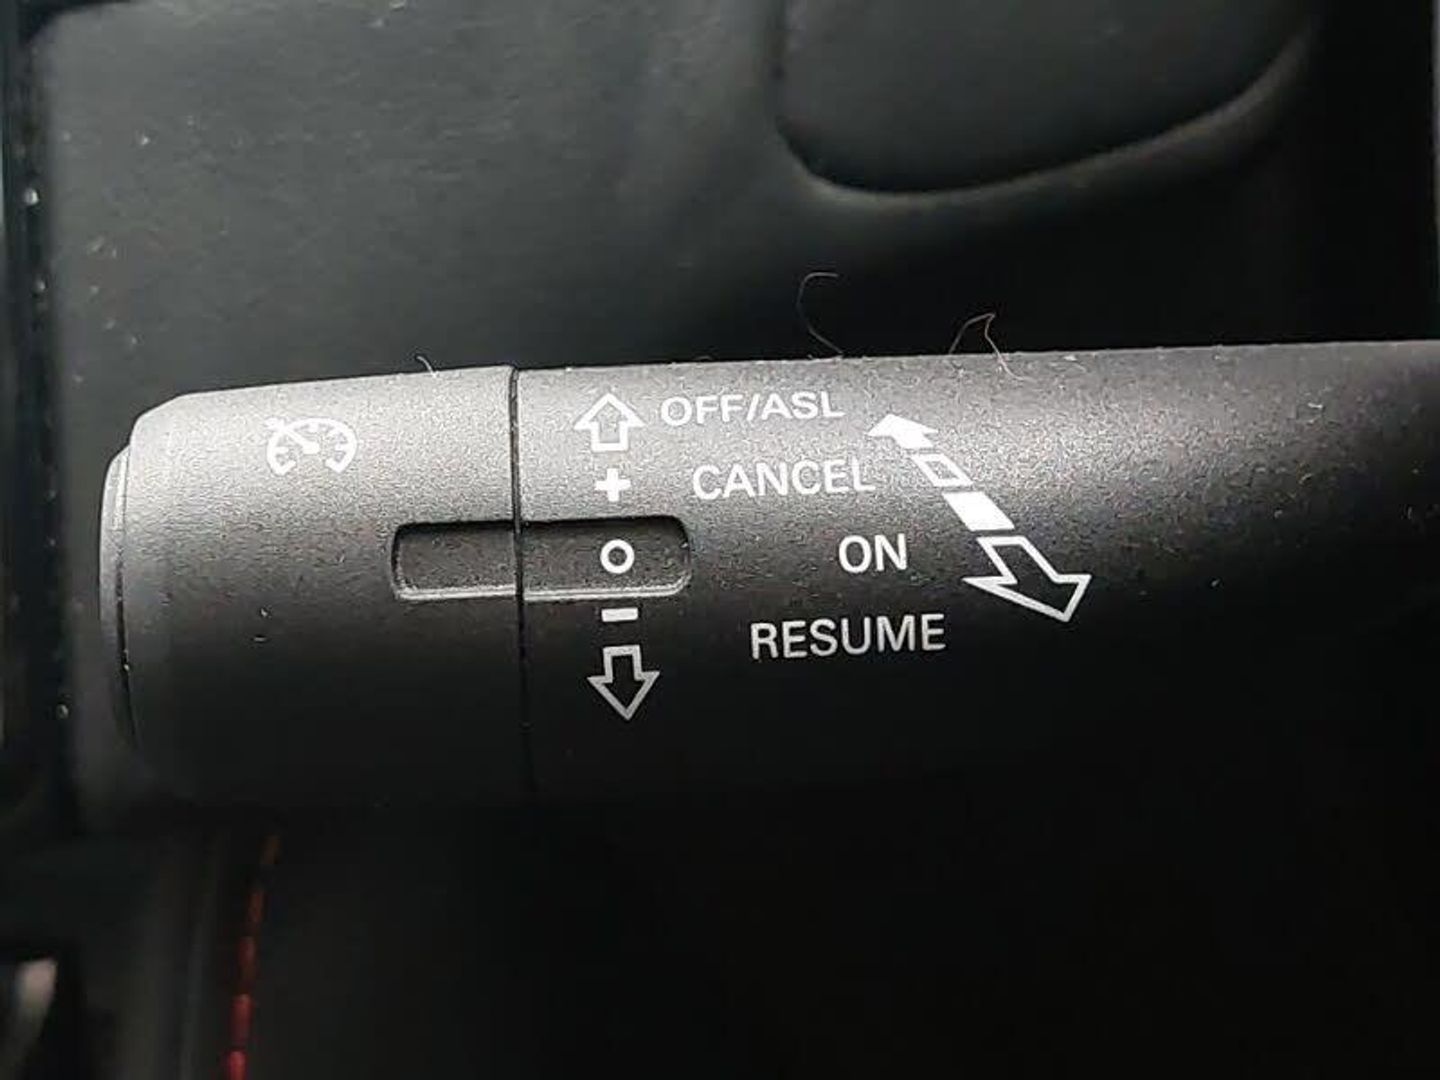 OFF/ASL
+ CANCEL
O ON
- RESUME